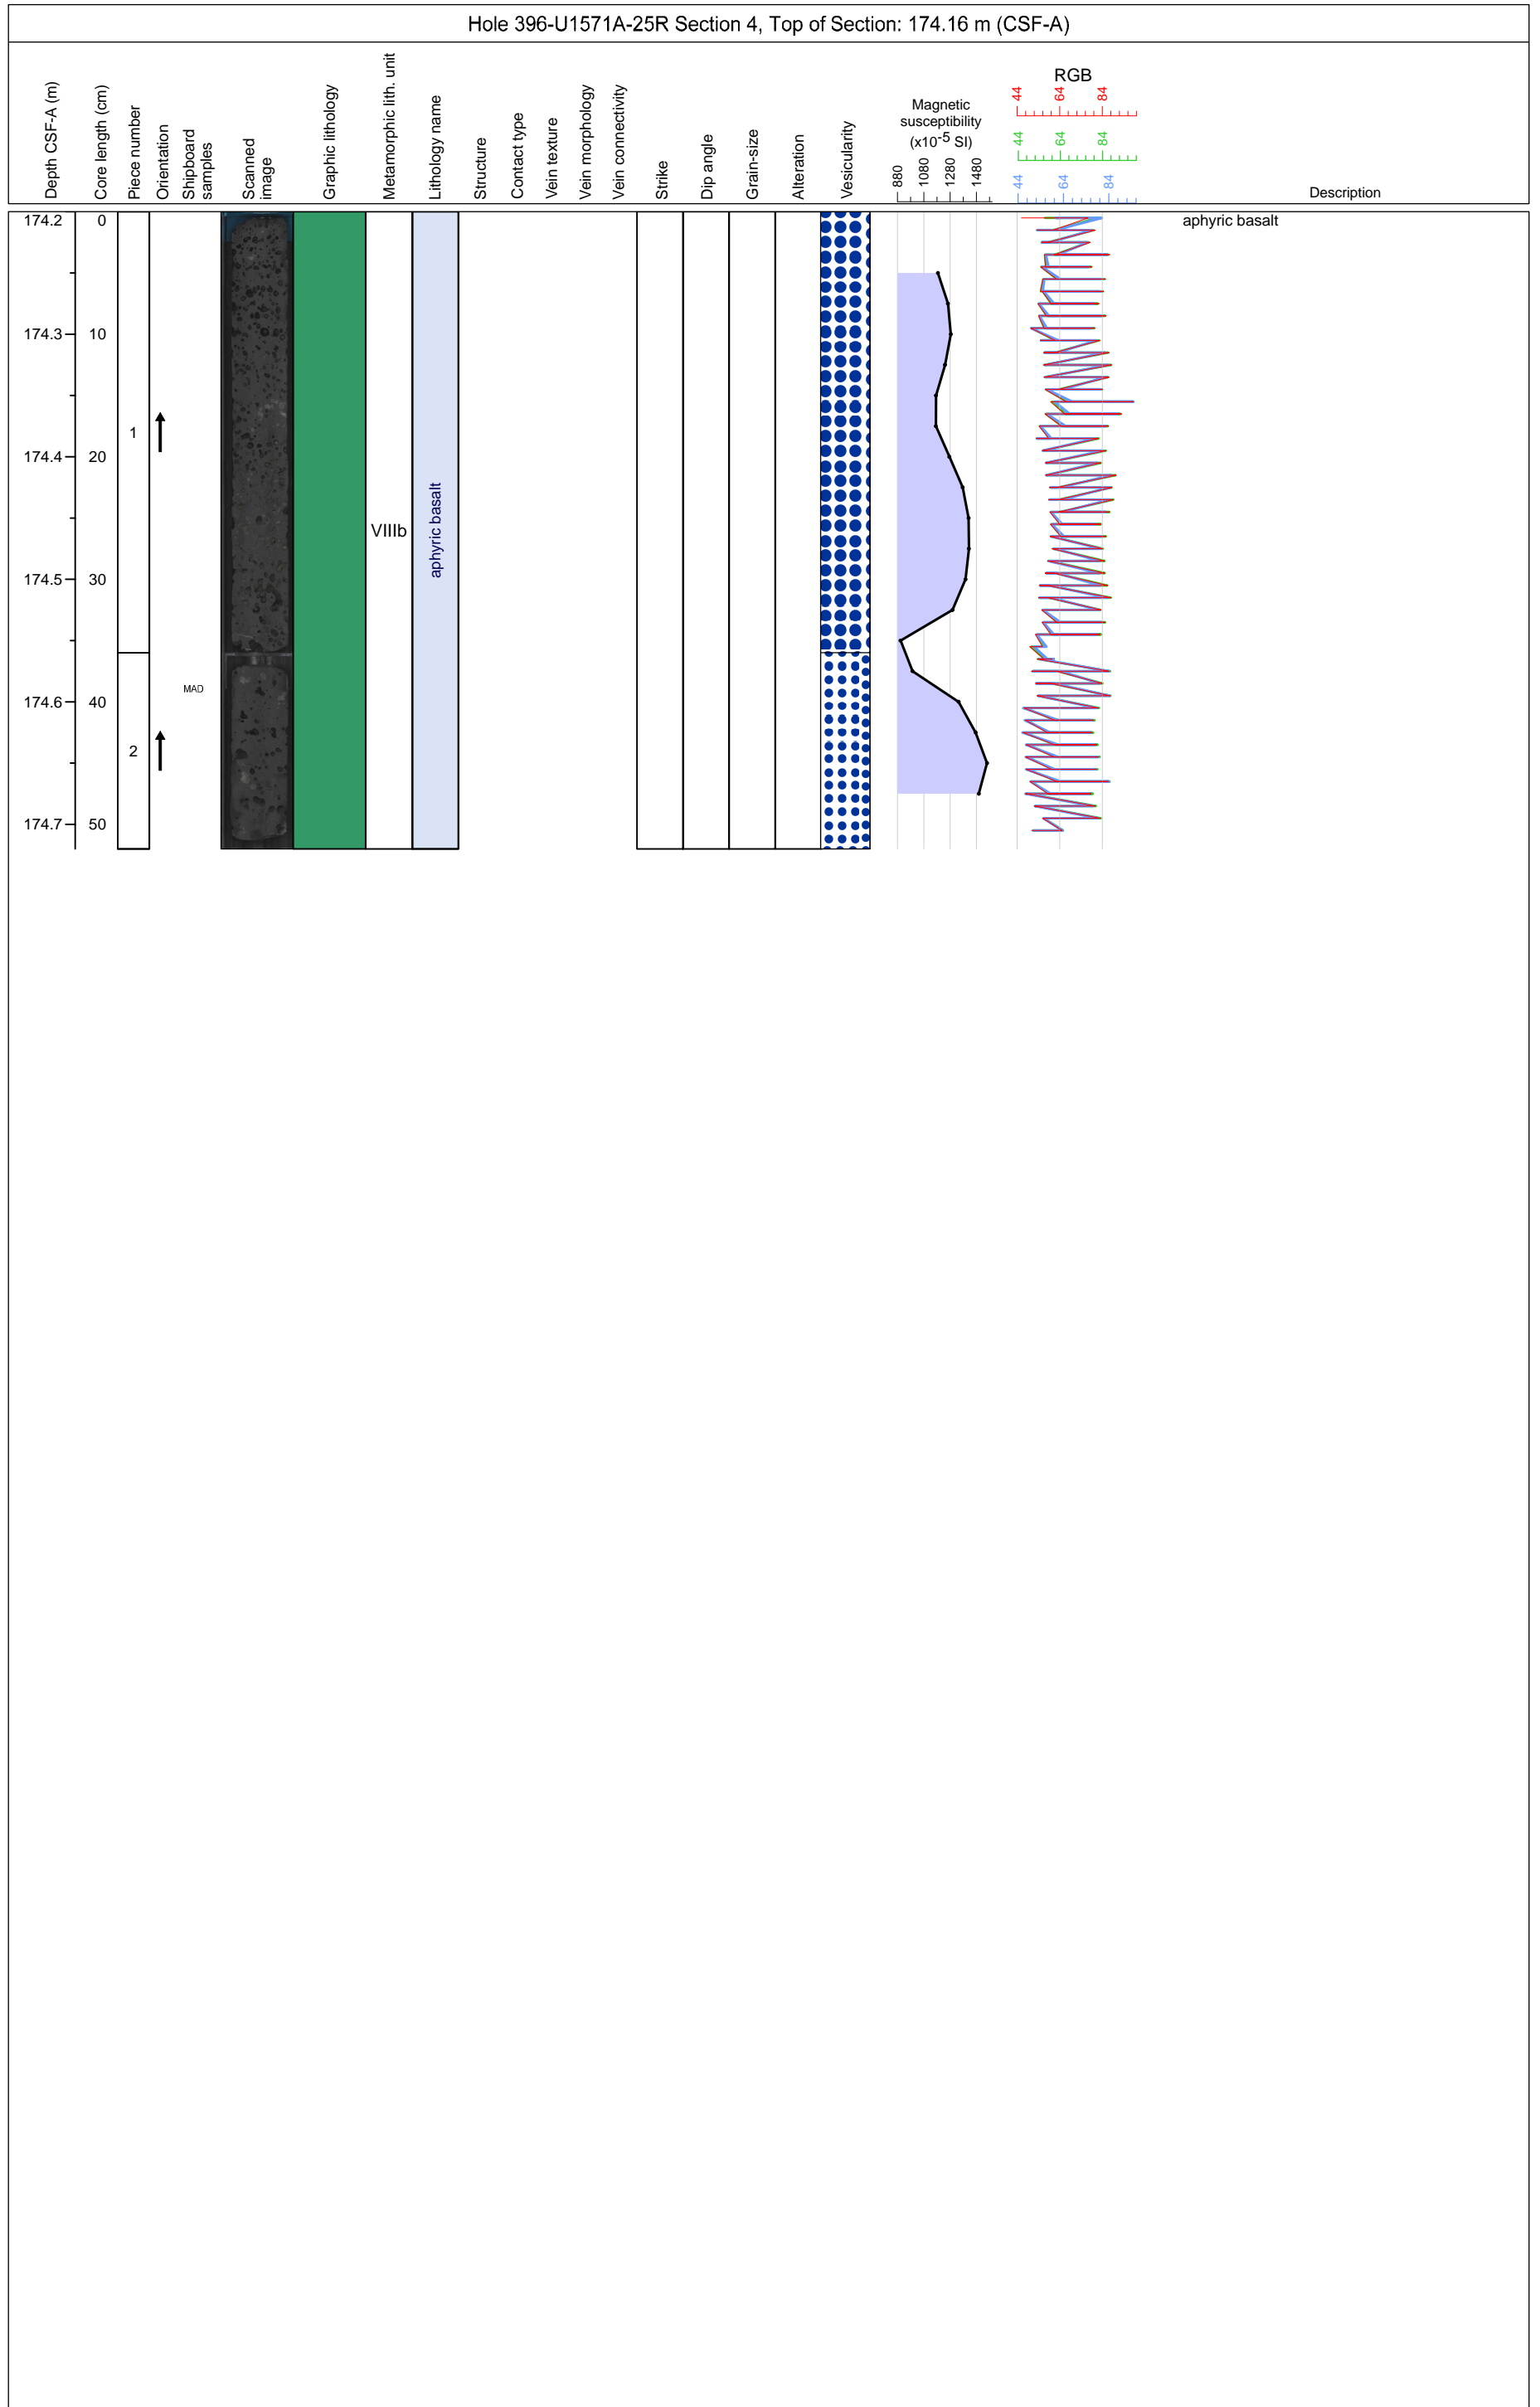 Hole 396-U1571A-25R Section 4, Top of Section: 174.16 m (CSF-A)
Depth CSF-A (m)
Core length (cm)
Piece number
Orientation
Shipboard
samples
Scanned
image
Graphic lithology
Metamorphic lith. unit
Lithology name
Structure
Contact type
Vein texture
Vein morphology
Vein connectivity
Strike
Dip angle
Grain-size
Alteration
Vesicularity
Magnetic
susceptibility
(x10-5 SI)
880 1080 1280 1480
RGB
44 64 84
44 64 84
44 64 84
Description
174.2 0 aphyric basalt
174.3 10
1
174.4 20
VIIIb aphyric basalt
174.5 30
MAD
174.6 40
2
174.7 50